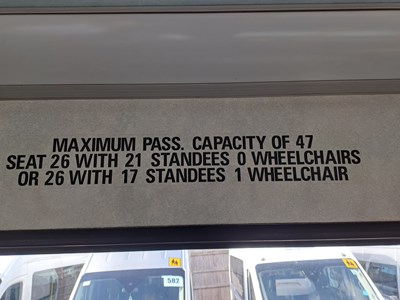 MAXIMUM PASS. CAPACITY OF 47
SEAT 26 WITH 21 STANDEES 0 WHEELCHAIRS
OR 26 WITH 17 STANDEES 1 WHEELCHAIR
587